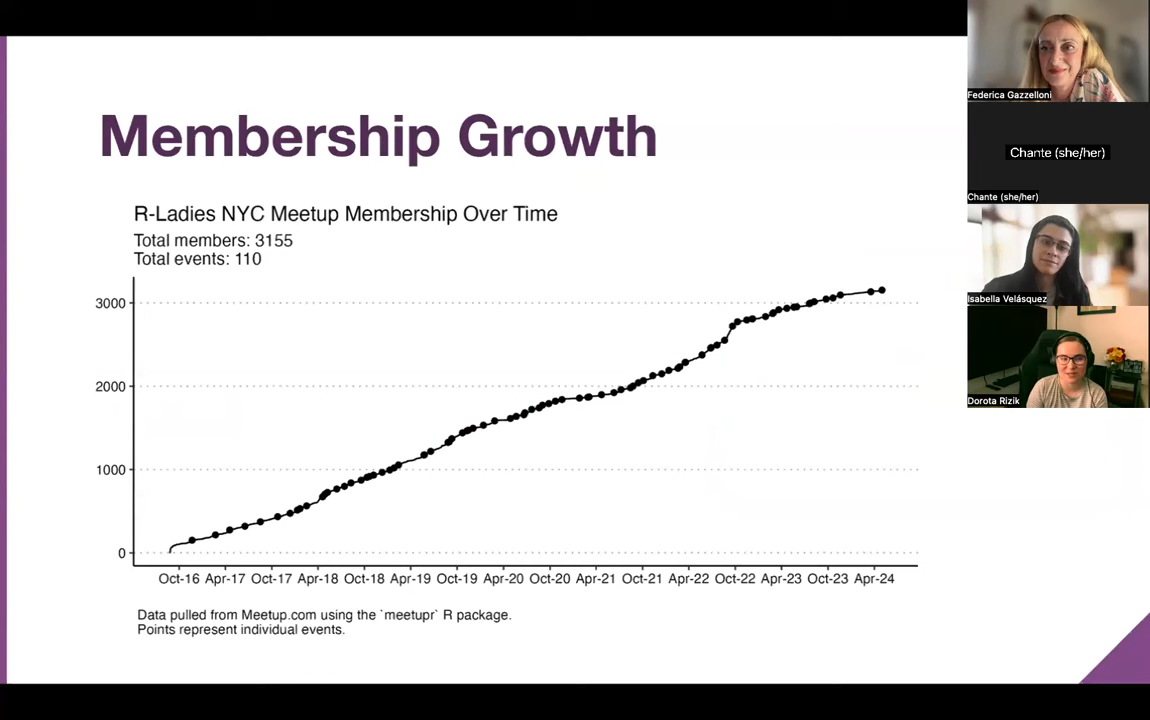 Membership Growth
R-Ladies NYC Meetup Membership Over Time
Total members: 3155
Total events: 110
3000
2000
1000
0
Oct-16 Apr-17 Oct-17 Apr-18 Oct-18 Apr-19 Oct-19 Apr-20 Oct-20 Apr-21 Oct-21 Apr-22 Oct-22 Apr-23 Oct-23 Apr-24
Data pulled from Meetup.com using the `meetupr` R package.
Points represent individual events.
Federica Gazzelloni
Chante (she/her)
Chante (she/her)
Isabella Velásquez
Dorota Rizik